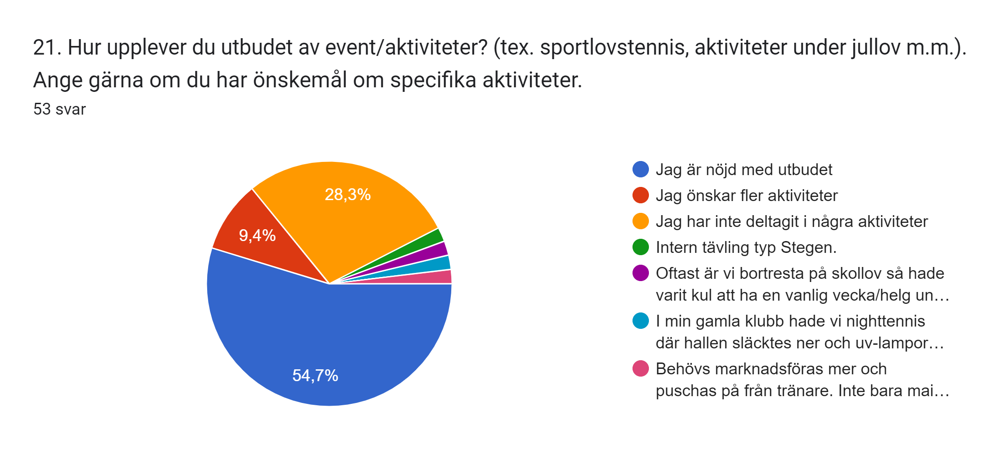 21. Hur upplever du utbudet av event/aktiviteter? (tex. sportlovstennis, aktiviteter under jullov m.m.).
Ange gärna om du har önskemål om specifika aktiviteter.
53 svar
28,3%
9,4%
54,7%
Jag är nöjd med utbudet
Jag önskar fler aktiviteter
Jag har inte deltagit i några aktiviteter
Intern tävling typ Stegen.
Oftast är vi bortresta på skollov så hade
varit kul att ha en vanlig vecka/helg un…
I min gamla klubb hade vi nighttennis
där hallen släcktes ner och uv-lampor…
Behövs marknadsföras mer och
puschas på från tränare. Inte bara mai…